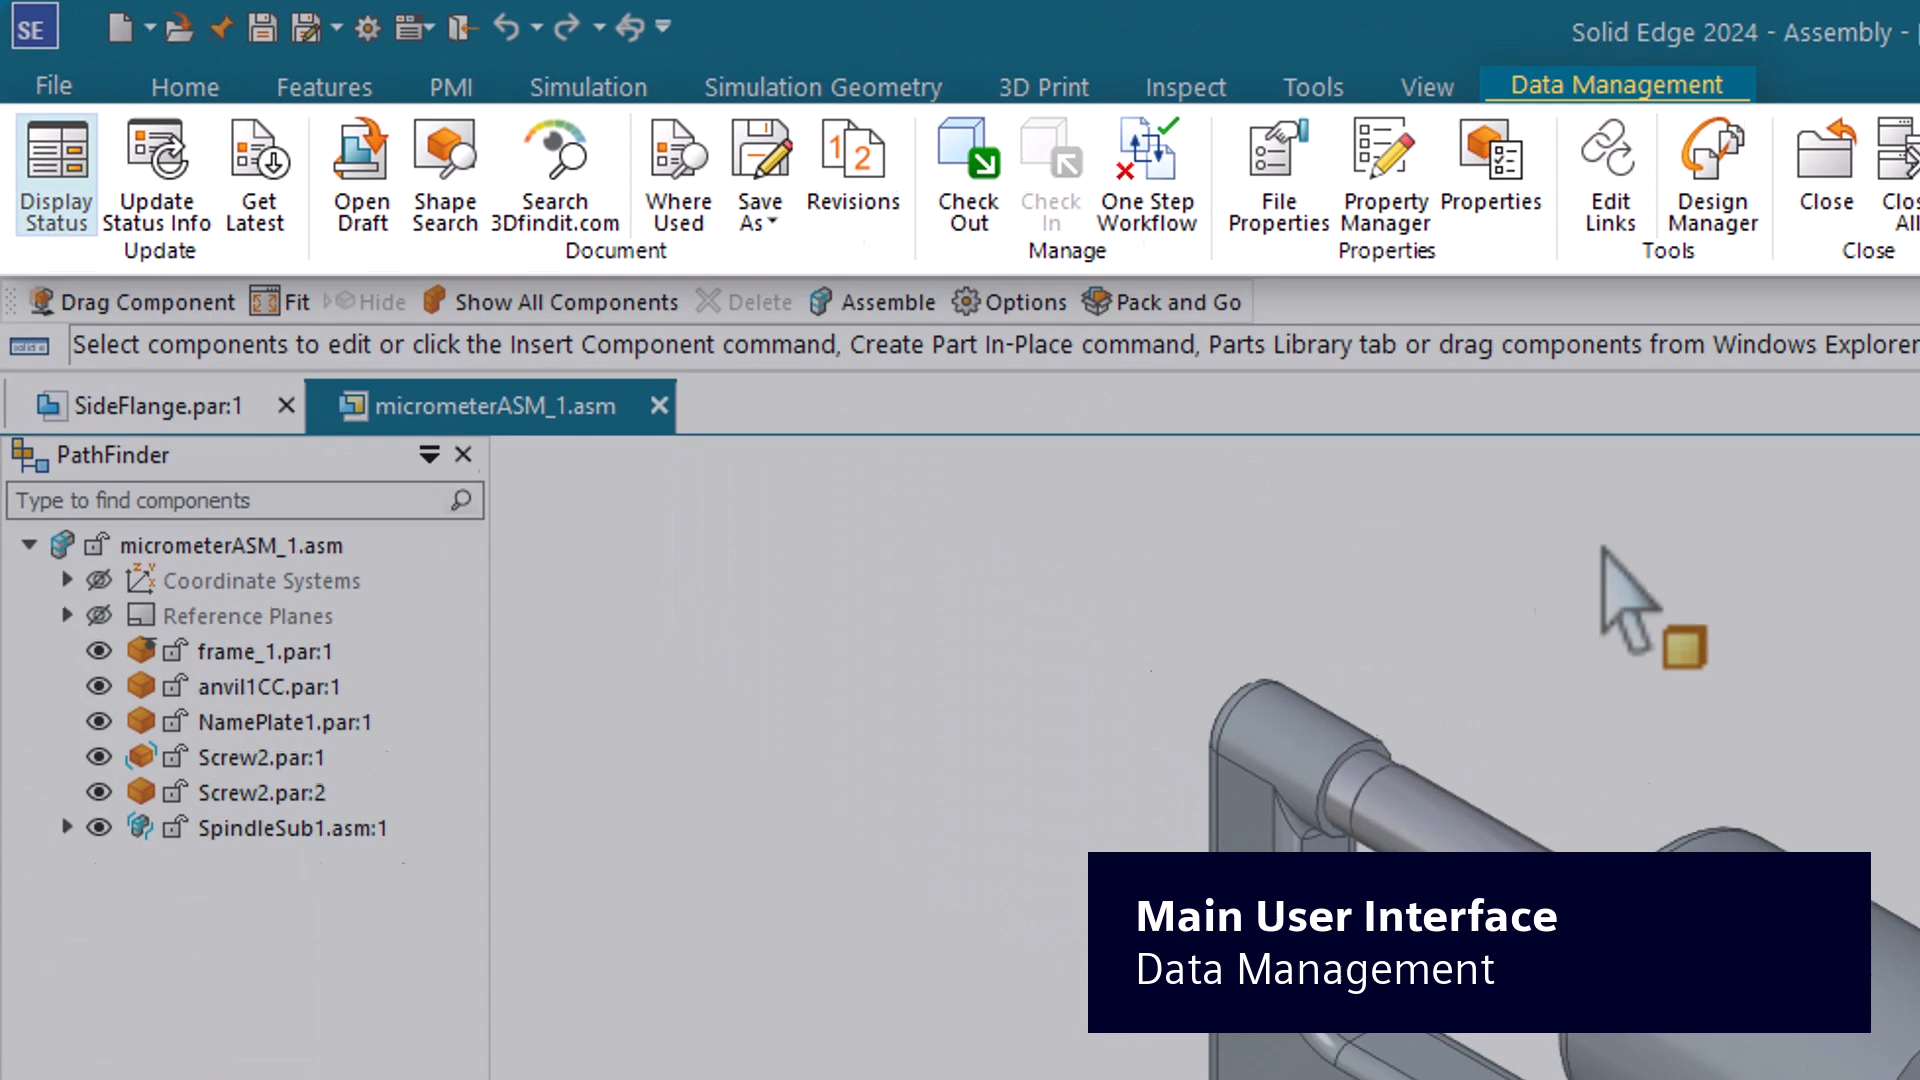 SE
Solid Edge 2024 - Assembly -
File Home Features PMI Simulation Simulation Geometry 3D Print Inspect Tools View Data Management
Display Status
Update Status Info
Get Latest
Update
Open Draft
Shape Search
Search 3Dfindit.com
Where Used
Save As
1 2
Revisions
Document
Check Out
Check In
One Step Workflow
Manage
File Properties
Property Manager
Properties
Properties
Edit Links
Design Manager
Tools
Close
Clos All
Close
Drag Component Fit Hide Show All Components Delete Assemble Options Pack and Go
Select components to edit or click the Insert Component command, Create Part In-Place command, Parts Library tab or drag components from Windows Explorer
SideFlange.par:1 micrometerASM_1.asm
PathFinder
Type to find components
micrometerASM_1.asm
Coordinate Systems
Reference Planes
frame_1.par:1
anvil1CC.par:1
NamePlate1.par:1
Screw2.par:1
Screw2.par:2
SpindleSub1.asm:1
Main User Interface
Data Management